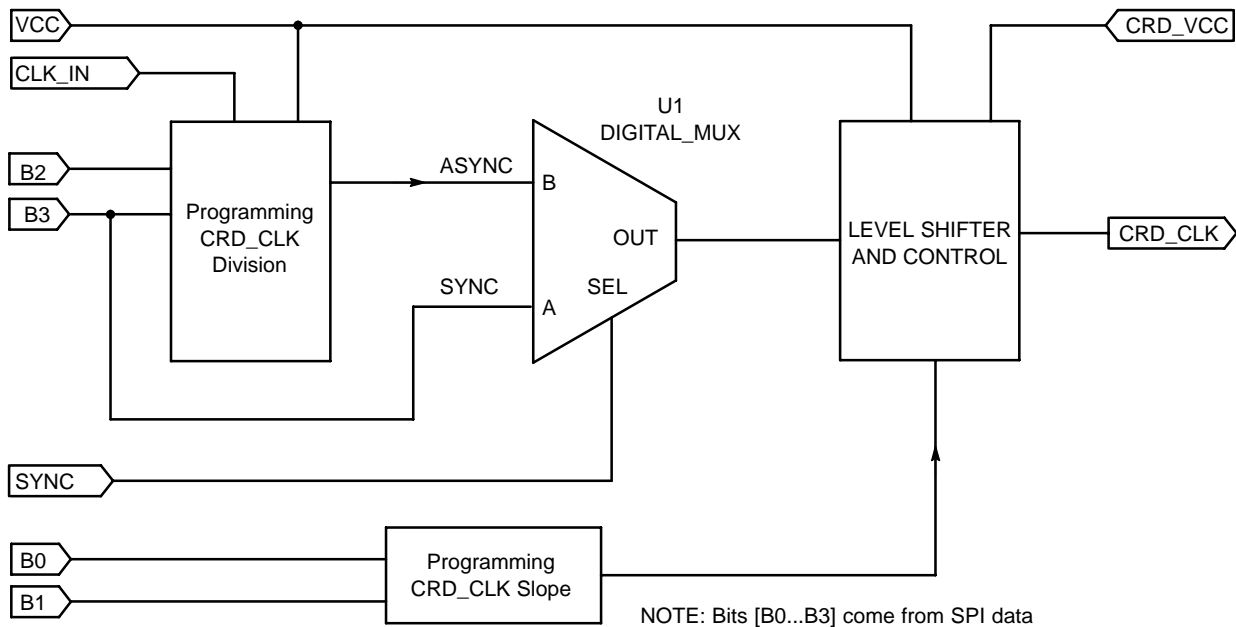 VCC
CRD_VCC
CLK_IN
U1
DIGITAL_MUX
B2
ASYNC
B
B3
Programming
CRD_CLK
Division
OUT
LEVEL SHIFTER
AND CONTROL
CRD_CLK
SYNC
A
SEL
SYNC
B0
B1
Programming
CRD_CLK Slope
NOTE: Bits [B0...B3] come from SPI data